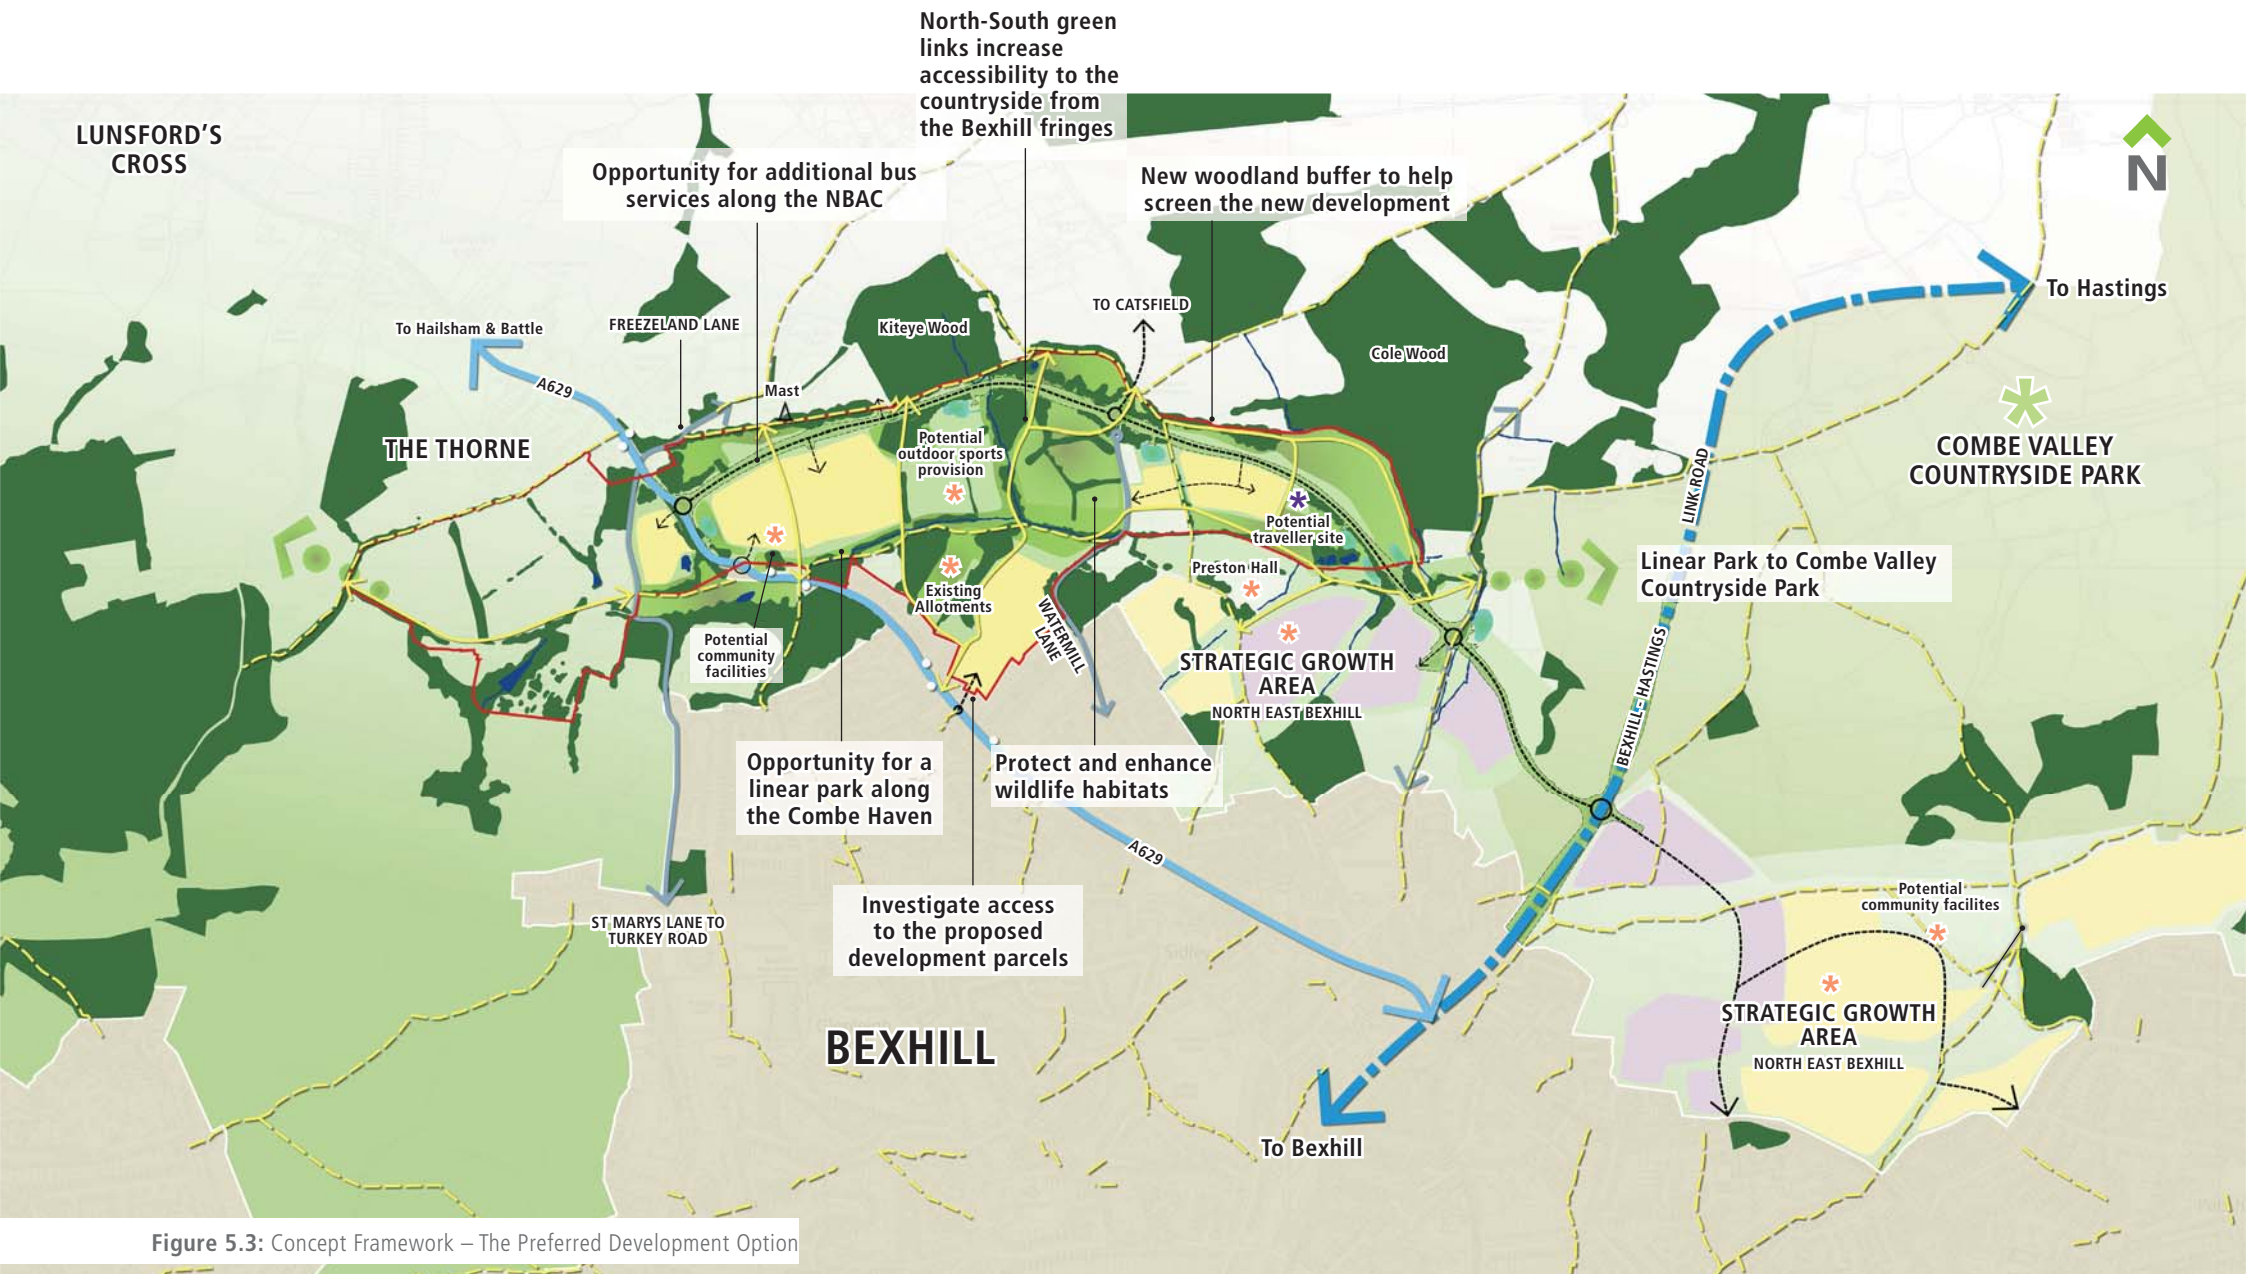 North-South green
links increase
accessibility to the
countryside from
the Bexhill fringes
LUNSFORD'S
CROSS
Opportunity for additional bus
services along the NBAC
New woodland buffer to help
screen the new development
N
To Hastings
TO CATSFIELD
To Hailsham & Battle
FREEZELAND LANE
Kiteye Wood
Cole Wood
A629
Mast
THE THORNE
Potential
outdoor sports
provision
COMBE VALLEY
COUNTRYSIDE PARK
LINK ROAD
Potential
traveller site
Preston Hall
Linear Park to Combe Valley
Countryside Park
Existing
Allotments
WATERMILL
LANE
Potential
community
facilities
STRATEGIC GROWTH
AREA
NORTH EAST BEXHILL
BEXHILL - HASTINGS
Opportunity for a
linear park along
the Combe Haven
Protect and enhance
wildlife habitats
A629
Investigate access
to the proposed
development parcels
ST MARYS LANE TO
TURKEY ROAD
Potential
community facilites
STRATEGIC GROWTH
AREA
NORTH EAST BEXHILL
BEXHILL
To Bexhill
Figure 5.3: Concept Framework – The Preferred Development Option